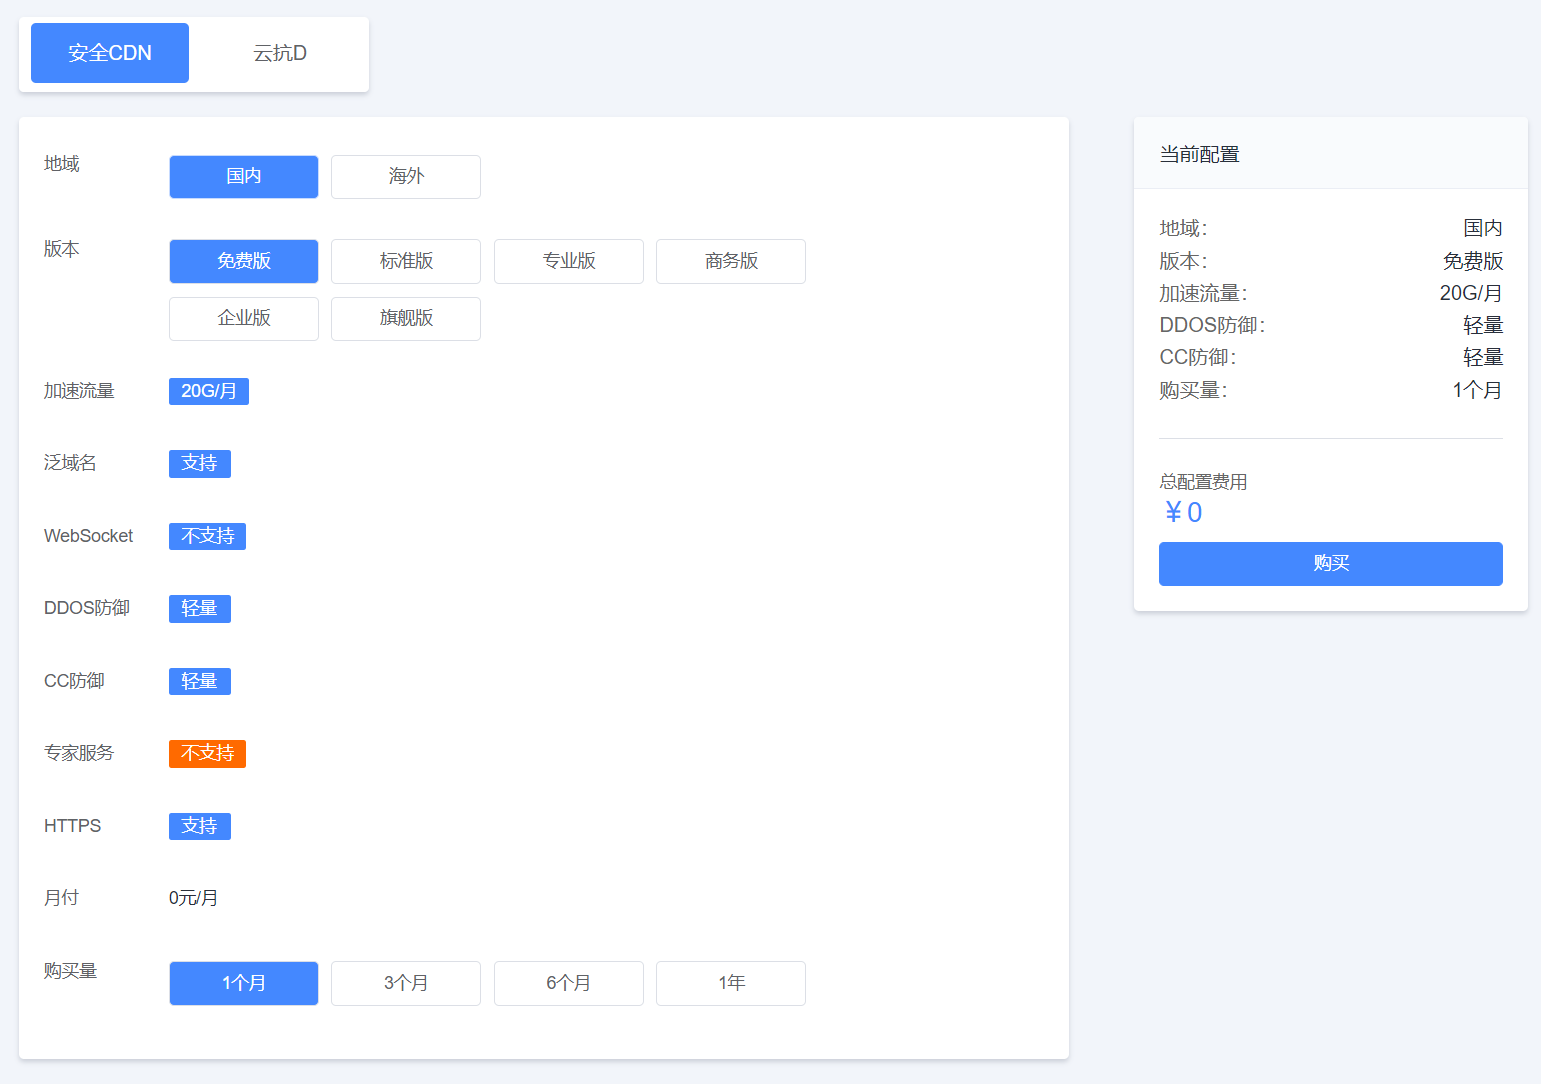 安全CDN 云抗D
地域 国内 海外
版本 免费版 标准版 专业版 商务版
企业版 旗舰版
加速流量 20G/月
泛域名 支持
WebSocket 不支持
DDOS防御 轻量
CC防御 轻量
专家服务 不支持
HTTPS 支持
月付 0元/月
购买量 1个月 3个月 6个月 1年
当前配置
地域： 国内
版本： 免费版
加速流量： 20G/月
DDOS防御： 轻量
CC防御： 轻量
购买量： 1个月
总配置费用
￥0
购买